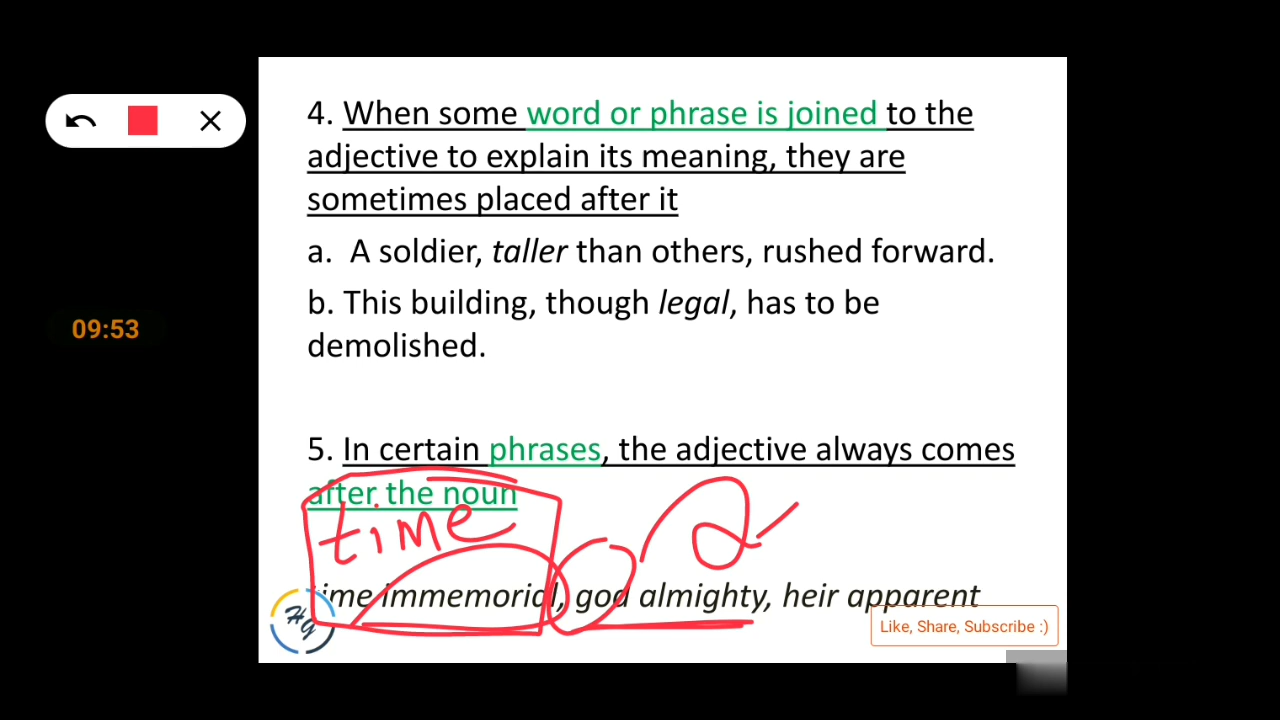 4. When some word or phrase is joined to the
adjective to explain its meaning, they are
sometimes placed after it
a. A soldier, taller than others, rushed forward.
09:53
b. This building, though legal, has to be
demolished.
5. In certain phrases, the adjective always comes
after the noun
time
time immemorial, god almighty, heir apparent
Hg
Like, Share, Subscribe :)